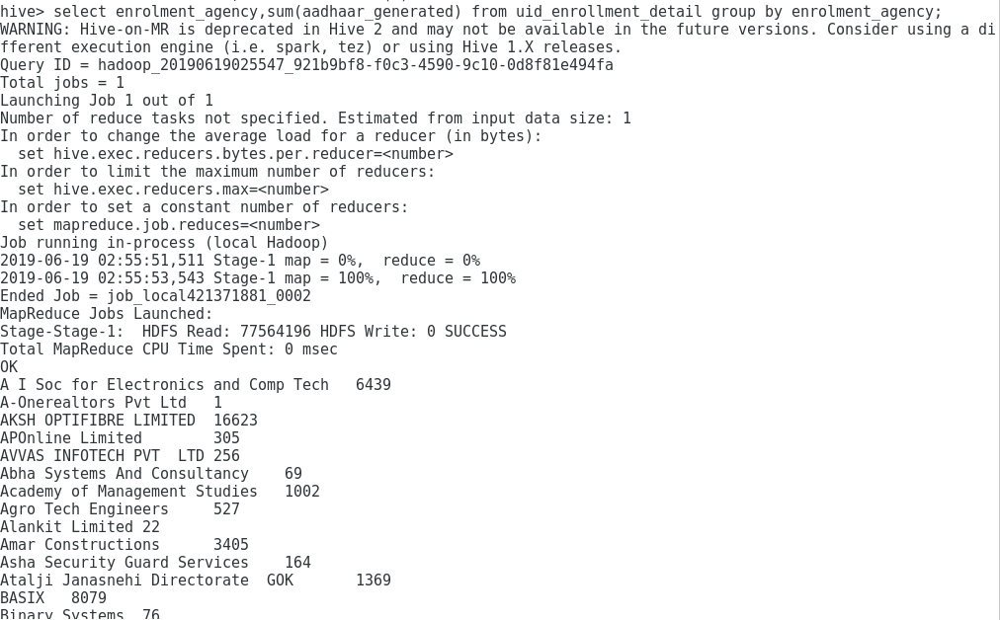 hive> select enrolment_agency,sum(aadhaar_generated) from uid_enrollment_detail group by enrolment_agency;
WARNING: Hive-on-MR is deprecated in Hive 2 and may not be available in the future versions. Consider using a di
fferent execution engine (i.e. spark, tez) or using Hive 1.X releases.
Query ID = hadoop_20190619025547_921b9bf8-f0c3-4590-9c10-0d8f81e494fa
Total jobs = 1
Launching Job 1 out of 1
Number of reduce tasks not specified. Estimated from input data size: 1
In order to change the average load for a reducer (in bytes):
  set hive.exec.reducers.bytes.per.reducer=<number>
In order to limit the maximum number of reducers:
  set hive.exec.reducers.max=<number>
In order to set a constant number of reducers:
  set mapreduce.job.reduces=<number>
Job running in-process (local Hadoop)
2019-06-19 02:55:51,511 Stage-1 map = 0%,  reduce = 0%
2019-06-19 02:55:53,543 Stage-1 map = 100%,  reduce = 100%
Ended Job = job_local421371881_0002
MapReduce Jobs Launched:
Stage-Stage-1:  HDFS Read: 77564196 HDFS Write: 0 SUCCESS
Total MapReduce CPU Time Spent: 0 msec
OK
A I Soc for Electronics and Comp Tech   6439
A-Onerealtors Pvt Ltd   1
AKSH OPTIFIBRE LIMITED  16623
APOnline Limited        305
AVVAS INFOTECH PVT  LTD 256
Abha Systems And Consultancy    69
Academy of Management Studies   1002
Agro Tech Engineers     527
Alankit Limited 22
Amar Constructions      3405
Asha Security Guard Services    164
Atalji Janasnehi Directorate  GOK       1369
BASIX   8079
Binary Systems  76